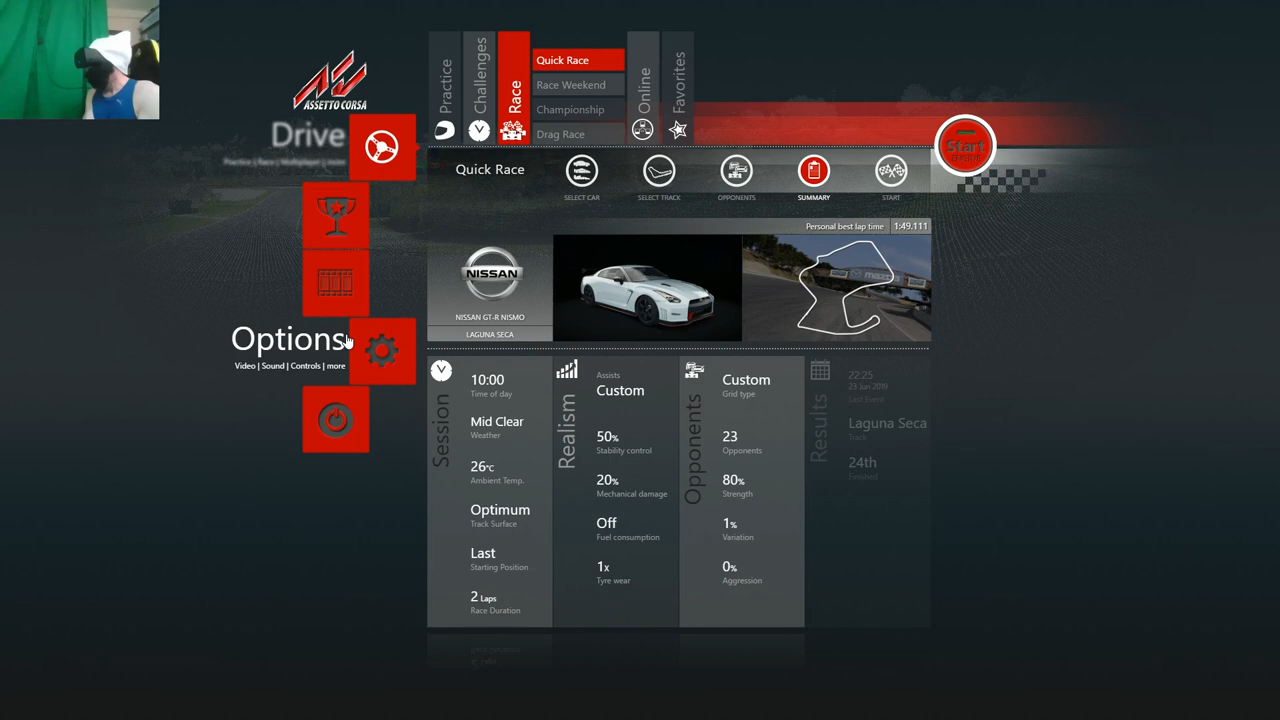 ASSETTO CORSA
Drive
Practice | Race | Multiplayer | more
Options
Video | Sound | Controls | more
Practice
Challenges
Race
Quick Race
Race Weekend
Championship
Drag Race
Online
Favorites
Start
Quick Race
SELECT CAR
SELECT TRACK
OPPONENTS
SUMMARY
START
Personal best lap time
1:49.111
NISSAN
NISSAN GT-R NISMO
LAGUNA SECA
mazda
Session
10:00
Time of day
Mid Clear
Weather
26°C
Ambient Temp.
Optimum
Track Surface
Last
Starting Position
2 Laps
Race Duration
Realism
Assists
Custom
50%
Stability control
20%
Mechanical damage
Off
Fuel consumption
1x
Tyre wear
Opponents
Custom
Grid type
23
Opponents
80%
Strength
1%
Variation
0%
Aggression
Results
22:25
23 Jun 2019
Last Event
Laguna Seca
Track
24th
Finished